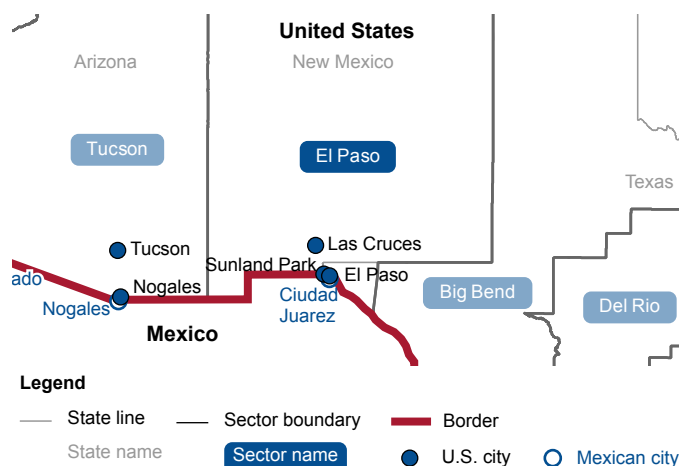 United States
Arizona
New Mexico
Tucson
El Paso
Texas
Tucson
Las Cruces
Sunland Park
El Paso
ado
Nogales
Nogales
Ciudad
Juarez
Big Bend
Del Rio
Mexico
Legend
State line
Sector boundary
Border
State name
Sector name
U.S. city
Mexican city